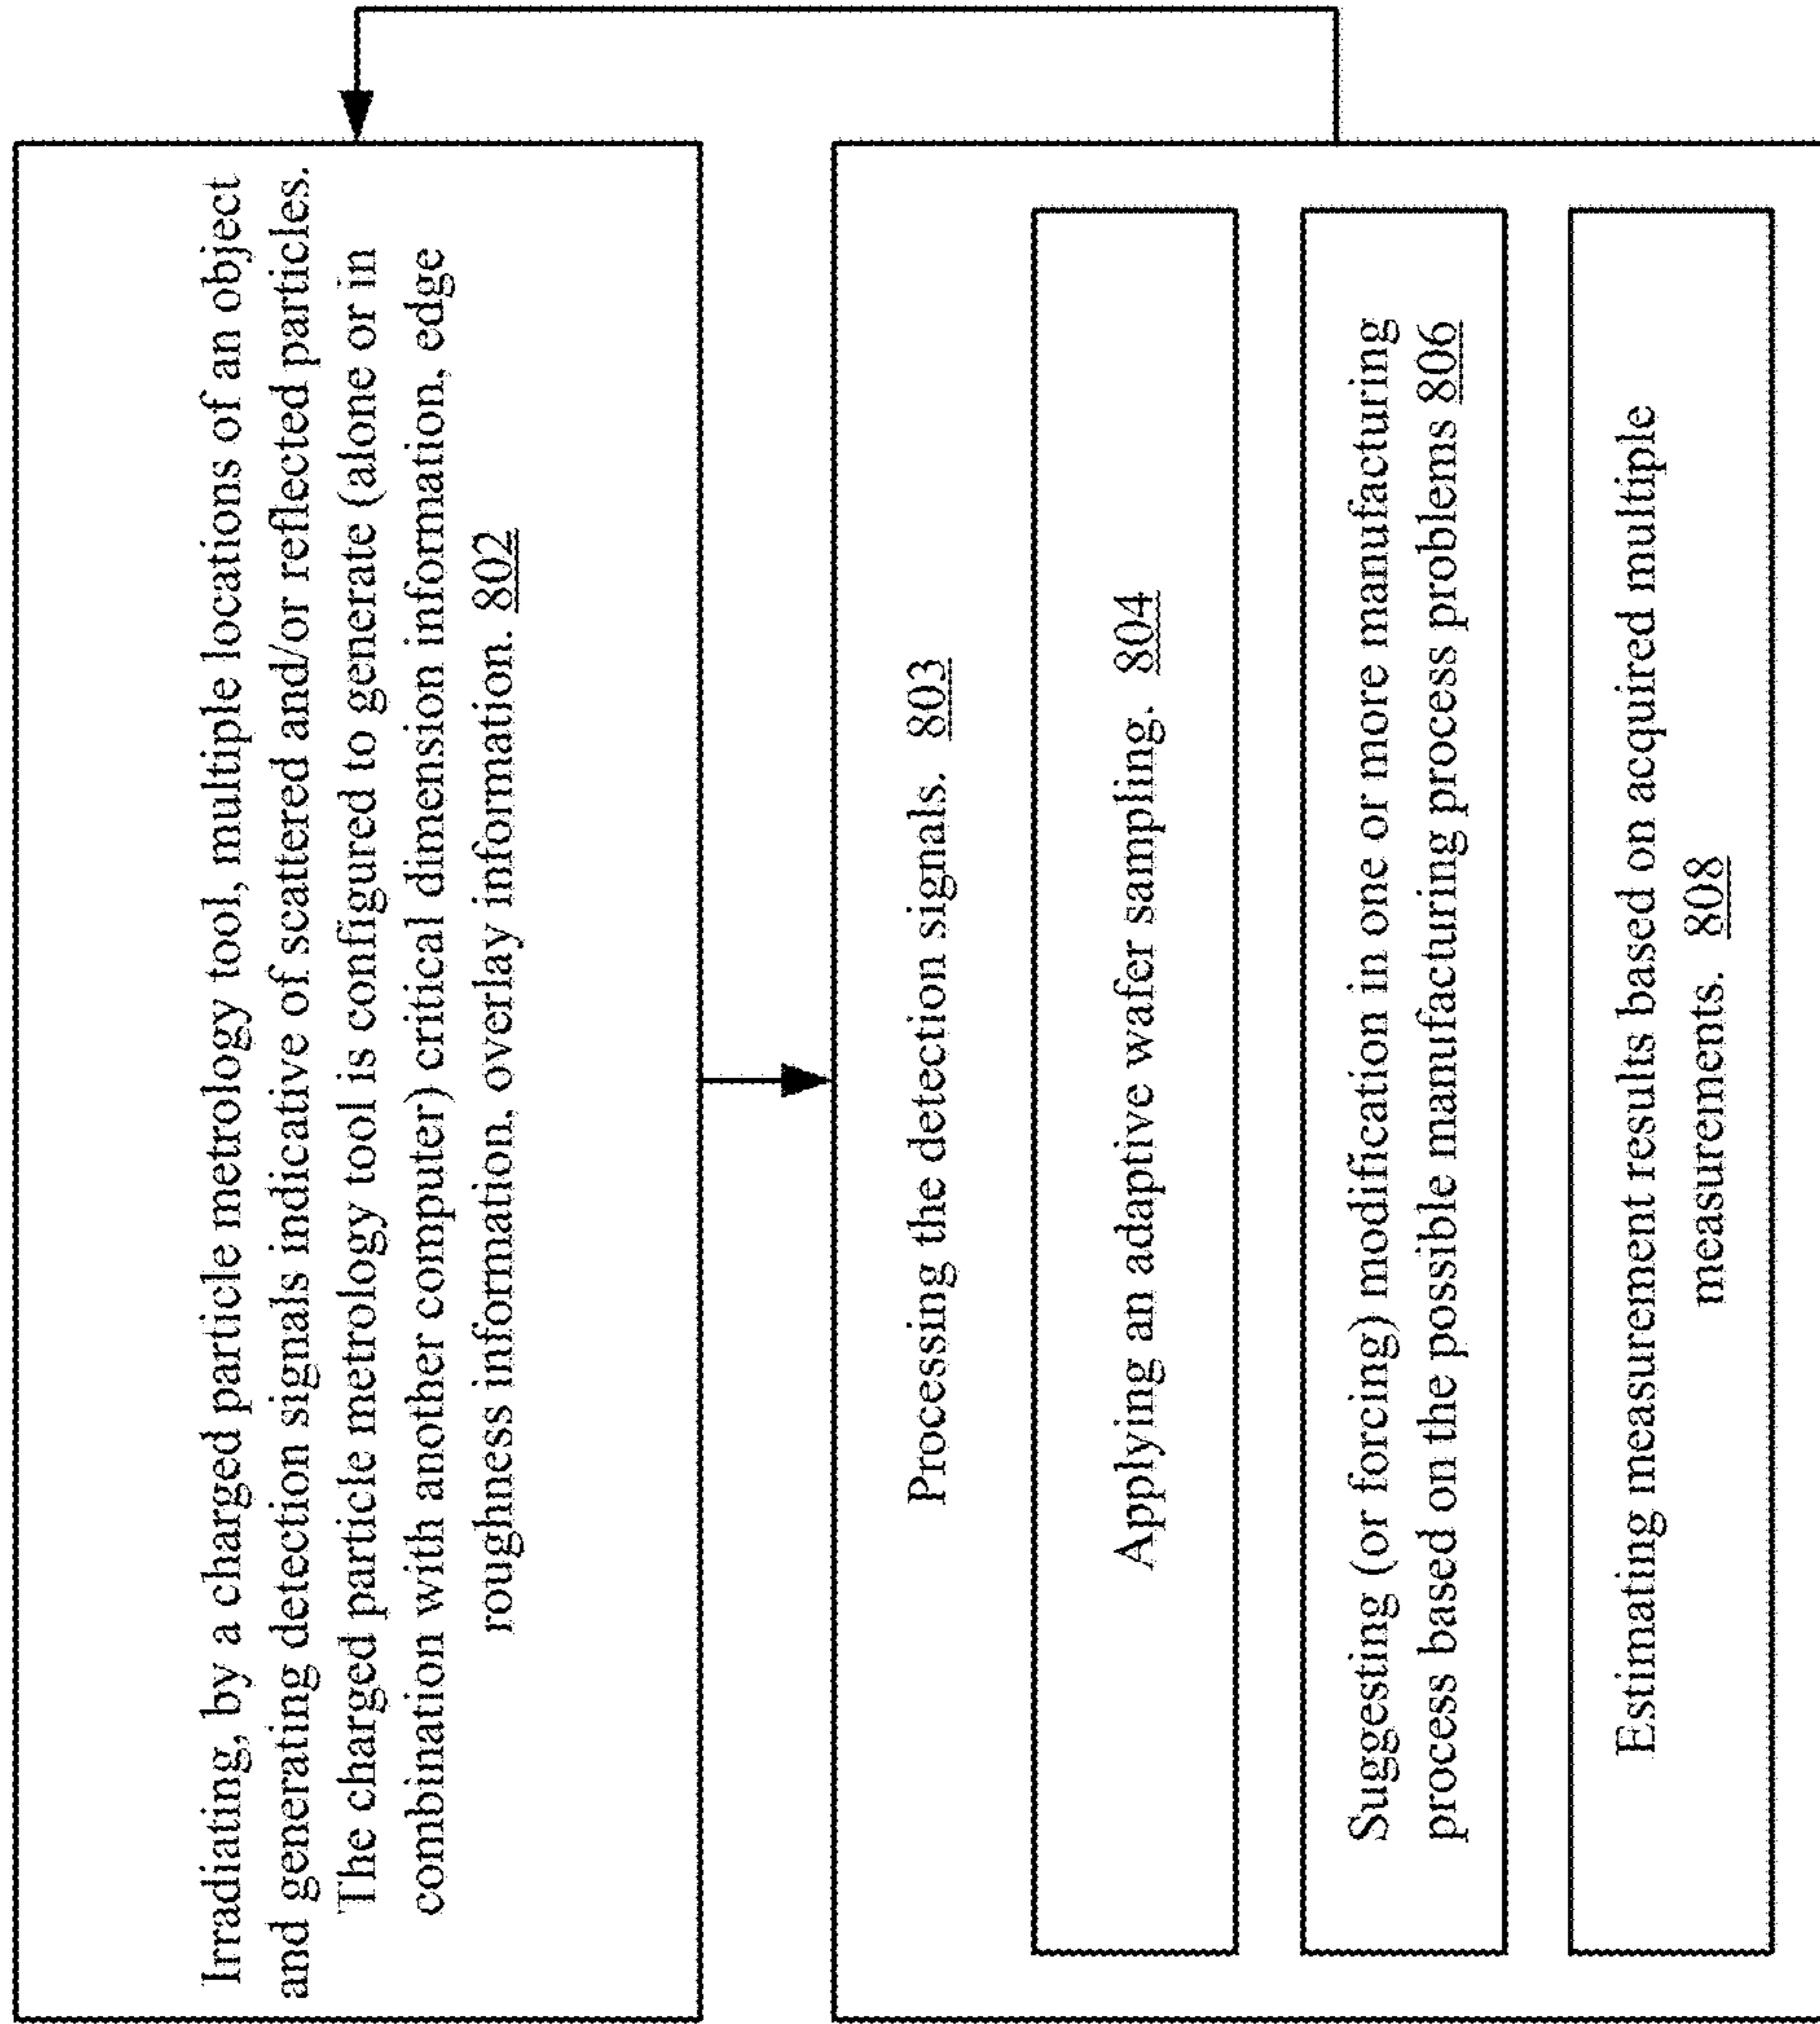 Irradiating, by a charged particle metrology tool, multiple locations of an object
and generating detection signals indicative of scattered and/or reflected particles.
The charged particle metrology tool is configured to generate (alone or in
combination with another computer) critical dimension information, edge
roughness information, overlay information. 802
Processing the detection signals. 803
Applying an adaptive wafer sampling. 804
Suggesting (or forcing) modification in one or more manufacturing
process based on the possible manufacturing process problems 806
Estimating measurement results based on acquired multiple
measurements. 808